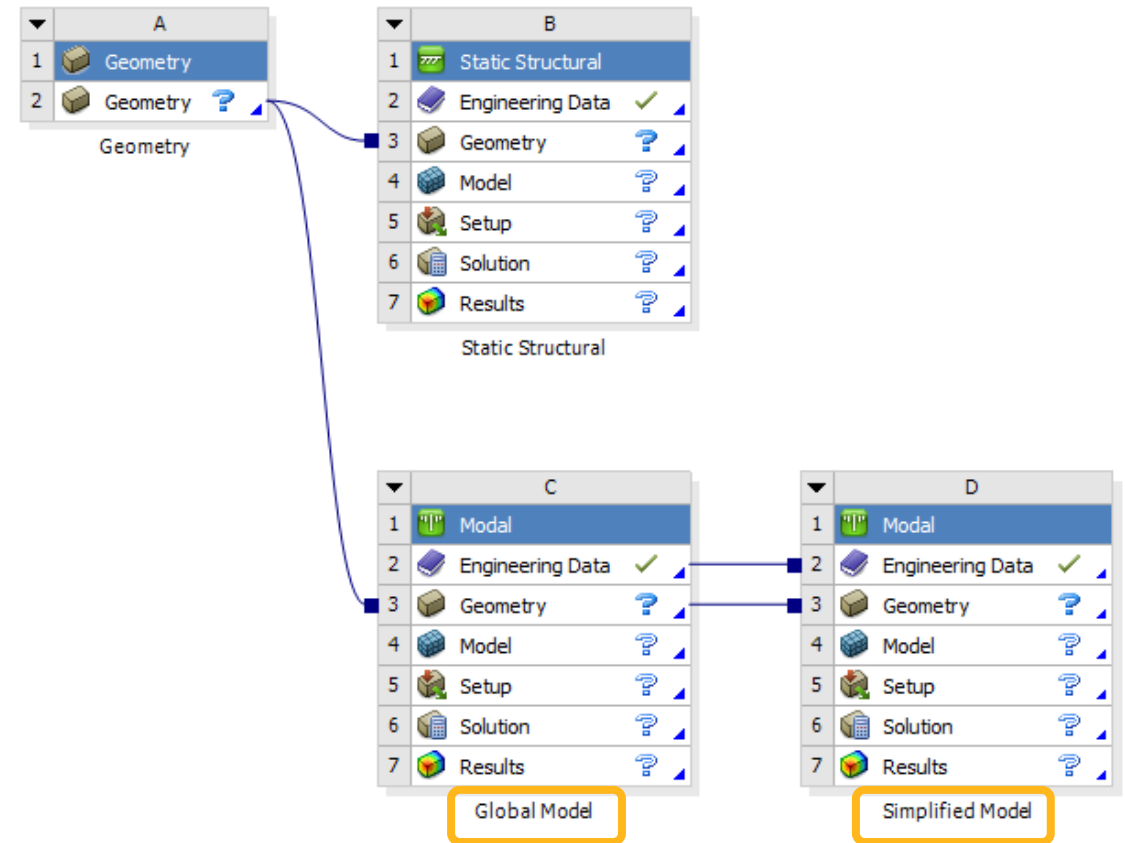 A
1 Geometry
2 Geometry ?
Geometry
B
1 Static Structural
2 Engineering Data ✓
3 Geometry ?
4 Model ?
5 Setup ?
6 Solution ?
7 Results ?
Static Structural
C
1 Modal
2 Engineering Data ✓
3 Geometry ?
4 Model ?
5 Setup ?
6 Solution ?
7 Results ?
Global Model
D
1 Modal
2 Engineering Data ✓
3 Geometry ?
4 Model ?
5 Setup ?
6 Solution ?
7 Results ?
Simplified Model